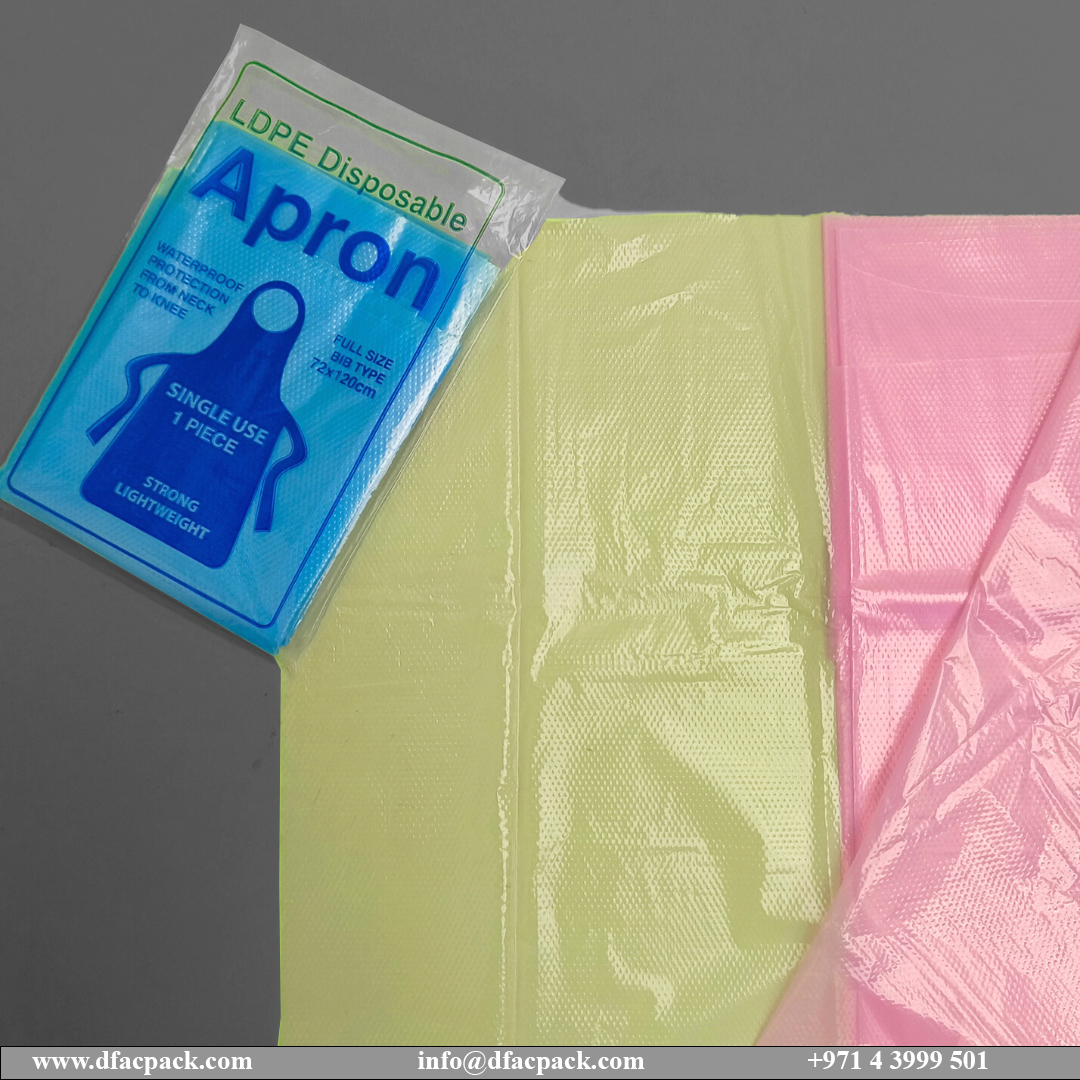 LDPE Disposable
Apron
WATERPROOF
PROTECTION
FROM NECK
TO KNEE
FULL SIZE
BIB TYPE
72x120cm
SINGLE USE
1 PIECE
STRONG
LIGHTWEIGHT
www.dfacpack.com
info@dfacpack.com
+971 4 3999 501